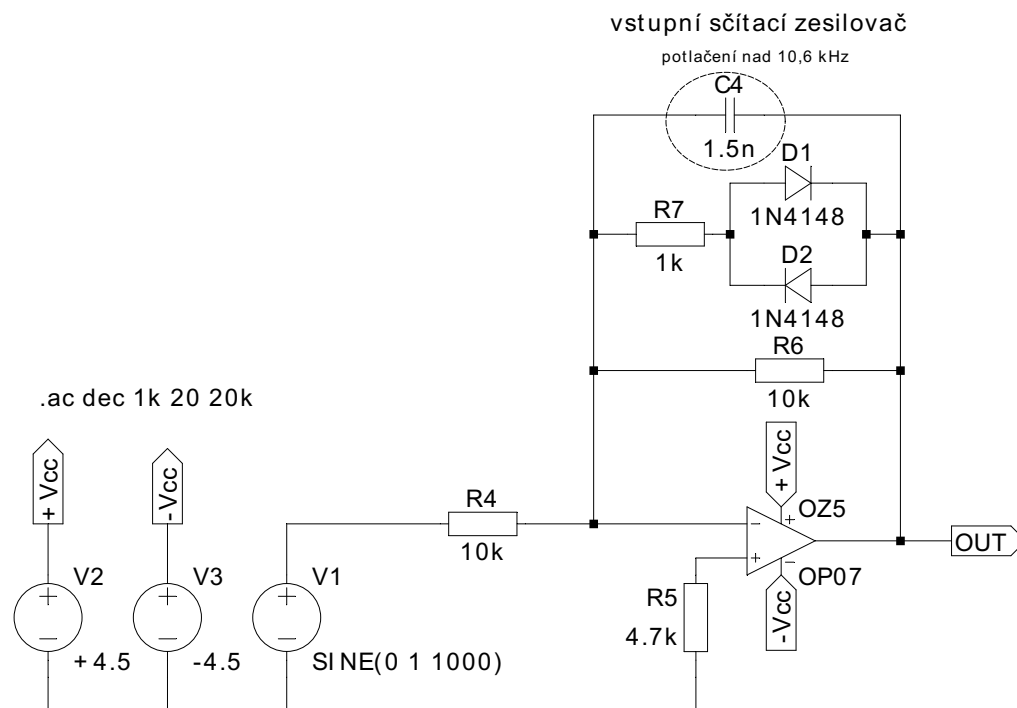 vstupní sčítací zesilovač
potlačení nad 10,6 kHz
C4
1.5n
D1
1N4148
R7
1k
D2
1N4148
R6
10k
.ac dec 1k 20 20k
+Vcc
-Vcc
+Vcc
R4
10k
OZ5
OUT
V2
V3
V1
OP07
-Vcc
R5
4.7k
+4.5
-4.5
SINE(0 1 1000)